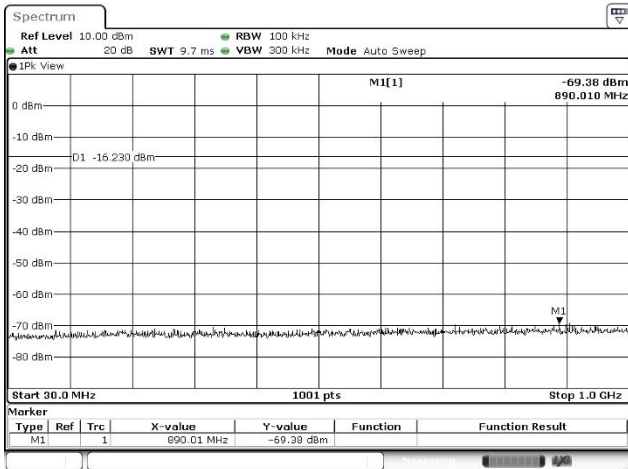 Spectrum
Ref Level 10.00 dBm RBW 100 kHz
Att 20 dB SWT 9.7 ms VBW 300 kHz Mode Auto Sweep
1Pk View
M1[1] -69.38 dBm
890.010 MHz
0 dBm
-10 dBm
D1 -16.230 dBm
-20 dBm
-30 dBm
-40 dBm
-50 dBm
-60 dBm
M1
-70 dBm
-80 dBm
Start 30.0 MHz 1001 pts Stop 1.0 GHz
Marker
Type Ref Trc X-value Y-value Function Function Result
M1 1 890.01 MHz -69.38 dBm